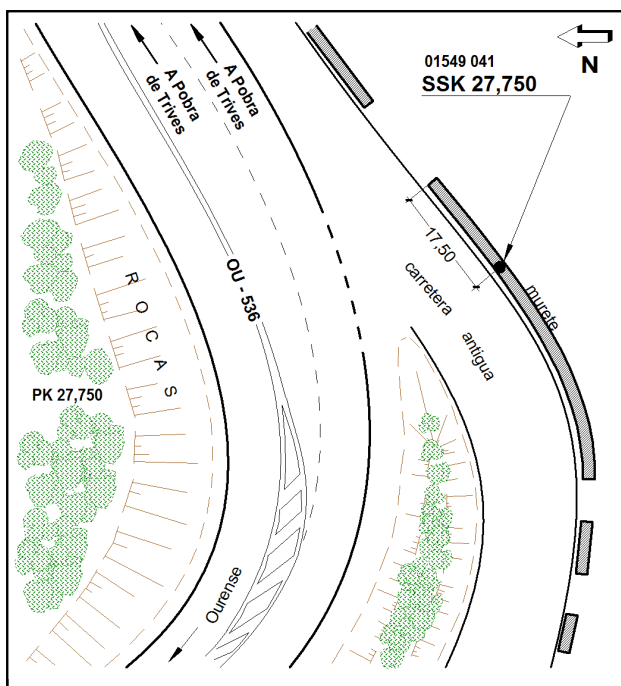 A Pobra
de Trives
A Pobra
de Trives
01549 041
SSK 27,750
N
17,50
murete
carretera
antigua
OU - 536
ROCAS
PK 27,750
Ourense